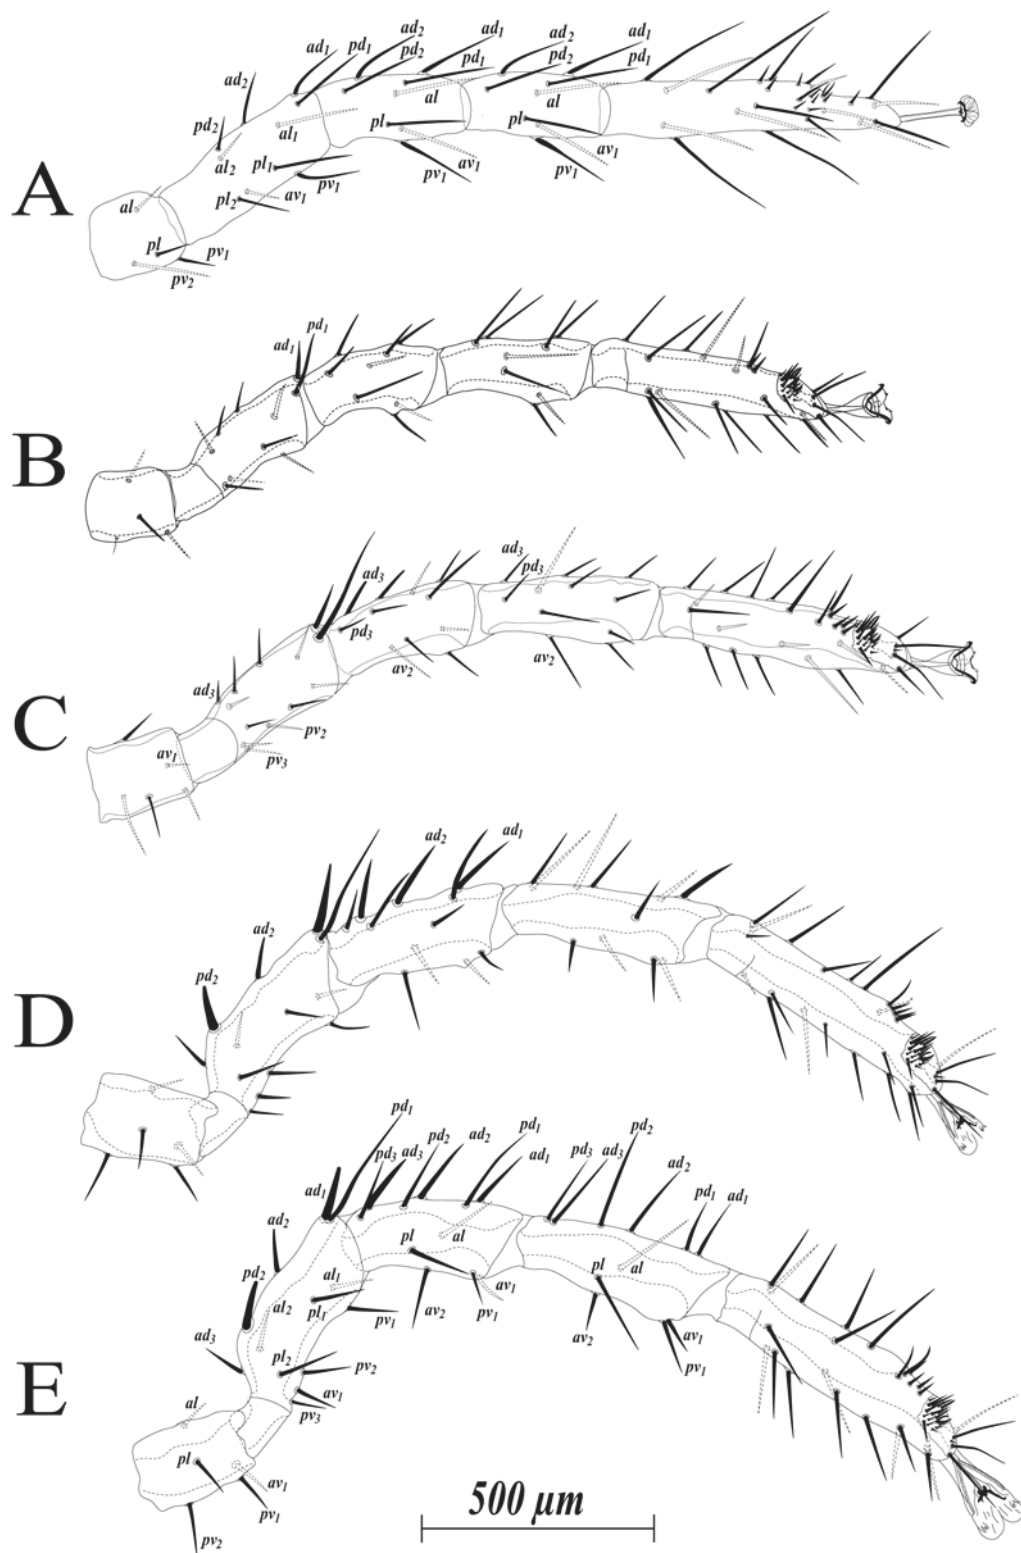 A
ad₂ pd₂ al₂ al pl pv₁ pv₂
ad₁ pd₁ al₁ pl₁ pl₂ av₁ pv₁
ad₂ pd₂ ad₁ pd₁ al pl av₁ pv₁
ad₂ pd₂ ad₁ pd₁ al pl av₁ pv₁
B
ad₁ pd₁
C
ad₃ av₁ pv₂ pv₃
ad₃ pd₃ av₂
ad₃ pd₃ av₂
D
pd₂ ad₂ ad₂ ad₁
E
al pl av₁ pv₁ pv₂
ad₃ pd₂ ad₂ ad₁ pd₁ al₁ al₂ pl₁ pl₂ pv₁ pv₂ av₁ pv₃
pd₃ ad₃ pd₂ ad₂ pd₁ ad₁ pl al av₁ av₂ pv₁
pd₃ ad₃ pd₂ ad₂ pd₁ ad₁ pl al av₂ av₁ pv₁
500 μm